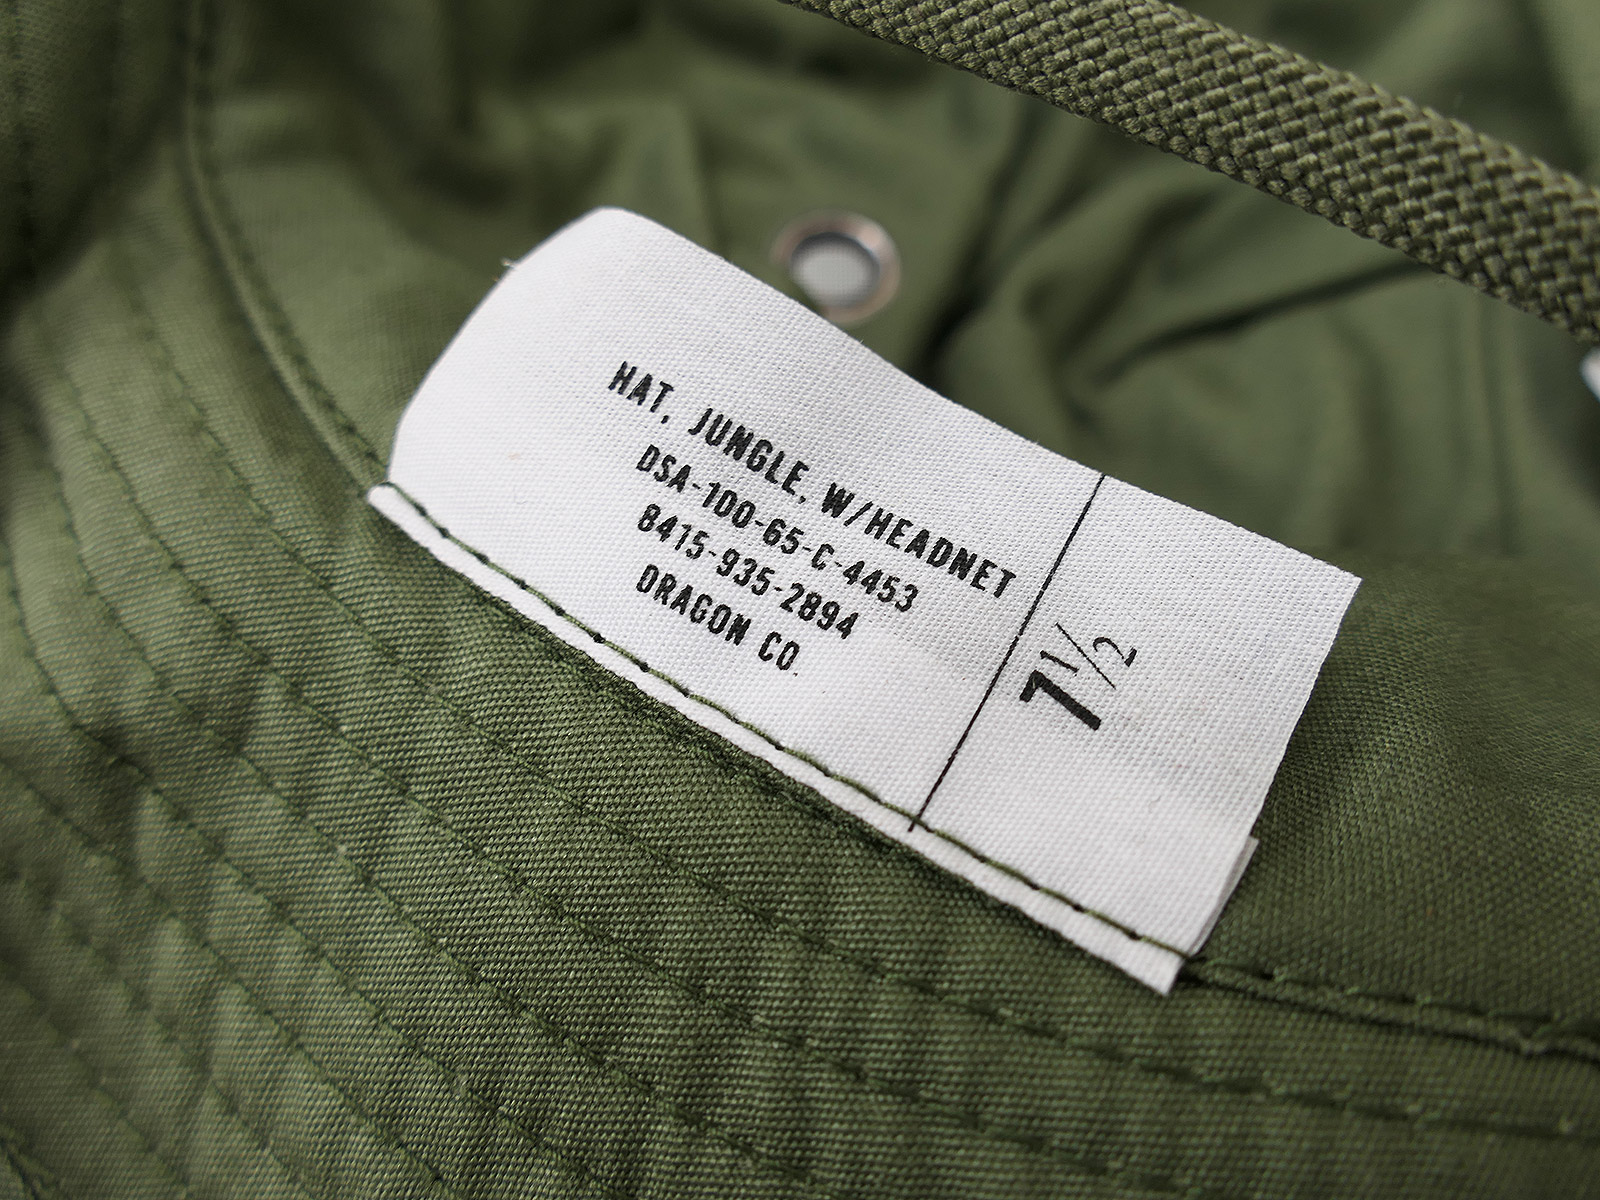 HAT, JUNGLE, W/HEADNET
DSA-100-65-C-4453
8415-935-2894
DRAGON CO.
7½